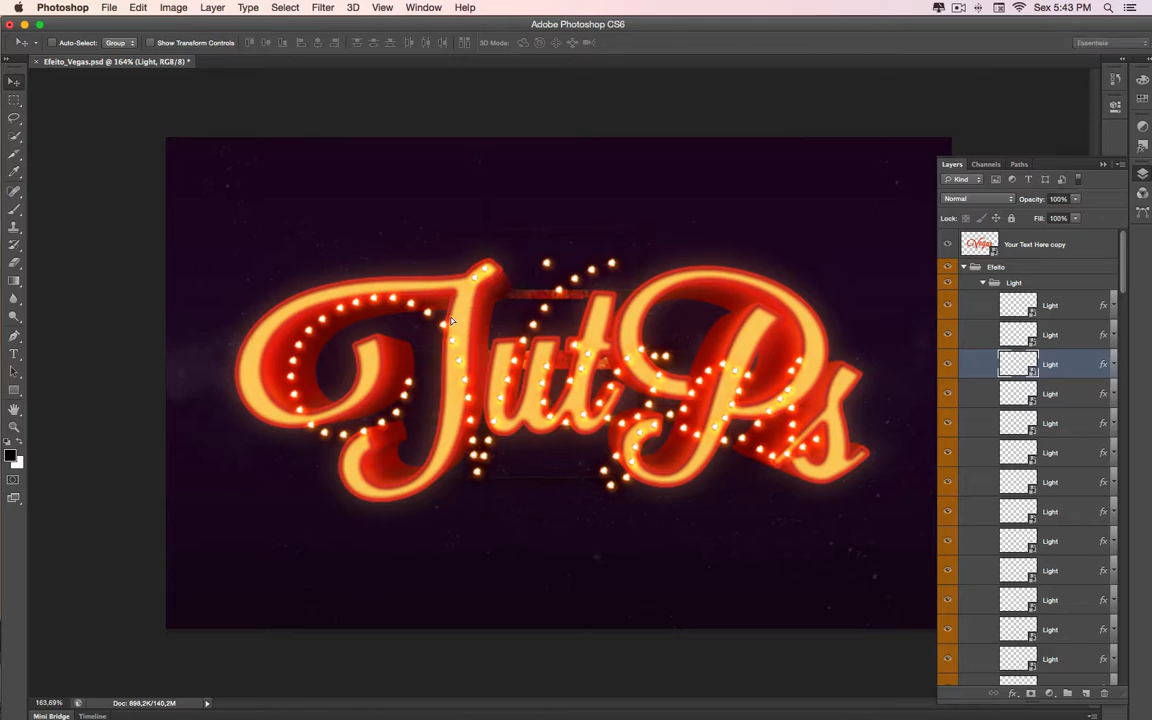 Photoshop File Edit Image Layer Type Select Filter 3D View Window Help
Sex 5:43 PM
Adobe Photoshop CS6
Auto-Select: Group Show Transform Controls 3D Mode: Essentials
Efeito_Vegas.psd @ 164% (Light, RGB/8) *
TutPs
Layers Channels Paths
Kind
Normal Opacity: 100%
Lock: Fill: 100%
Your Text Here copy
Efeito
Light
Light
Light
Light
Light
Light
Light
Light
Light
Light
Light
Light
Light
Light
163,69% Doc: 898,2K/140,2M
Mini Bridge Timeline